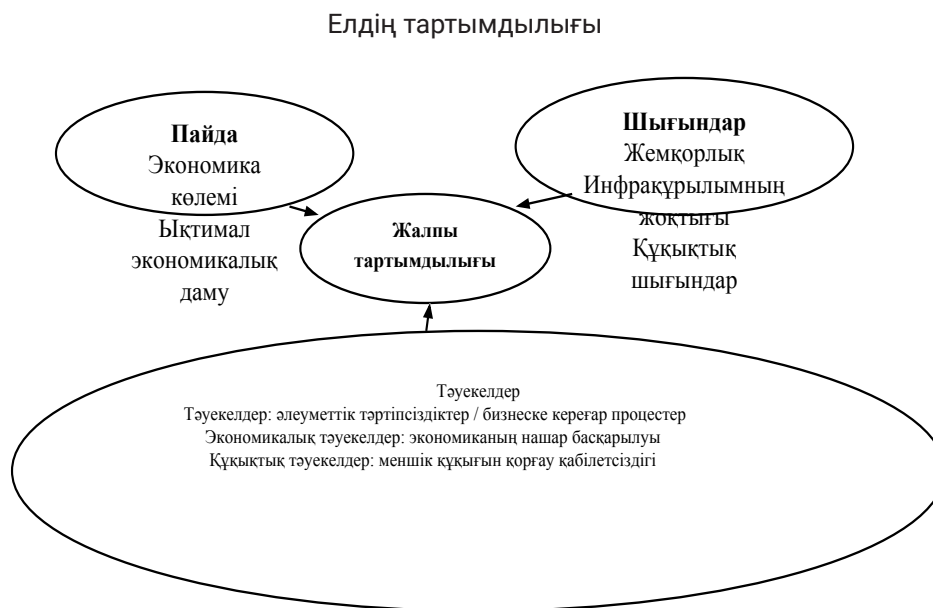 Елдің тартымдылығы
Пайда
Экономика
көлемі
Ықтимал
экономикалық
даму
Шығындар
Жемқорлық
Инфрақұрылымның
жоқтығы
Құқықтық
шығындар
Жалпы
тартымдылығы
Тәуекелдер
Тәуекелдер: әлеуметтік тәртіпсіздіктер / бизнеске кереғар процестер
Экономикалық тәуекелдер: экономиканың нашар басқарылуы
Құқықтық тәуекелдер: меншік құқығын қорғау қабілетсіздігі